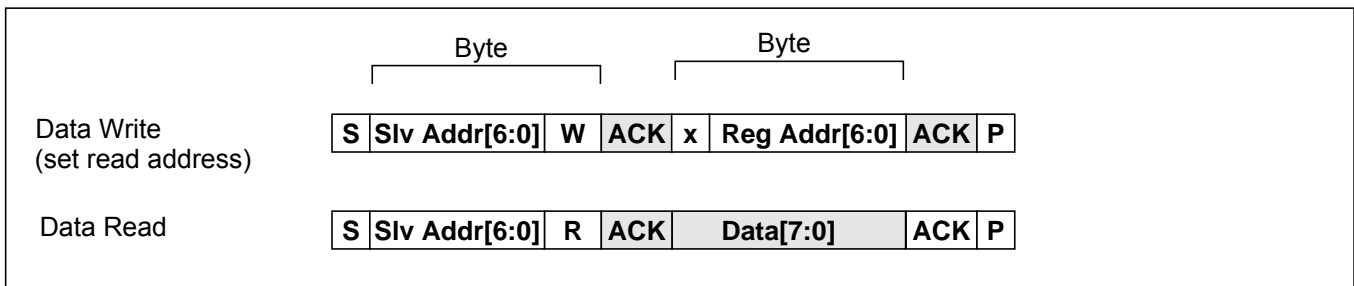 Byte Byte
Data Write
(set read address)
S Slv Addr[6:0] W ACK x Reg Addr[6:0] ACK P
Data Read
S Slv Addr[6:0] R ACK Data[7:0] ACK P